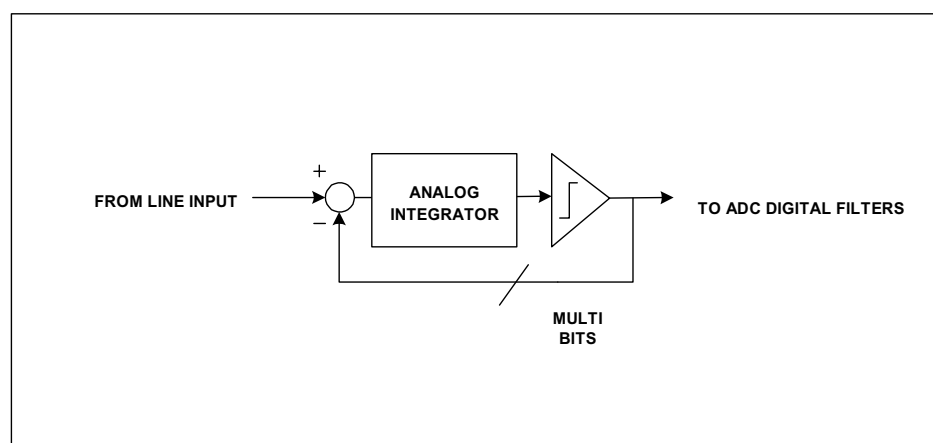 +
FROM LINE INPUT
−
ANALOG
INTEGRATOR
TO ADC DIGITAL FILTERS
MULTI
BITS